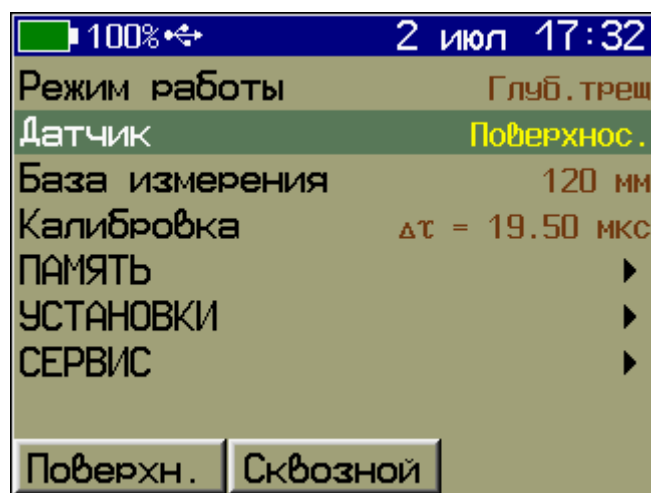 100% 2 июл 17:32
Режим работы Глуб.трещ
Датчик Поверхнос.
База измерения 120 мм
Калибровка Δτ = 19.50 мкс
ПАМЯТЬ
УСТАНОВКИ
СЕРВИС
Поверхн. Сквозной